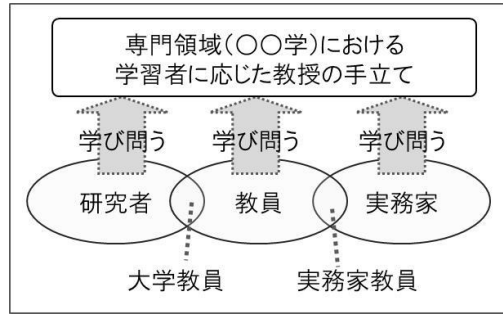 専門領域(〇〇学)における
学習者に応じた教授の手立て
学び問う 学び問う 学び問う
研究者 教員 実務家
大学教員 実務家教員